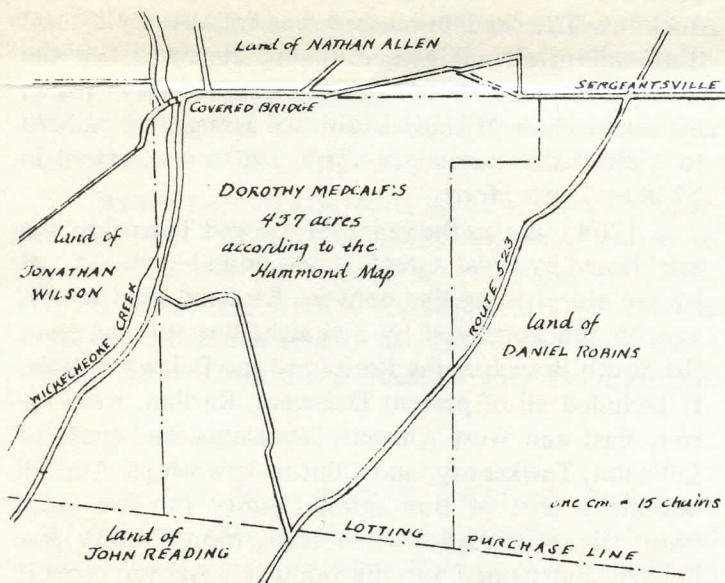 Land of NATHAN ALLEN
SERGEANTSVILLE
COVERED BRIDGE
DOROTHY MEDCALF'S
437 acres
according to the
Hammond Map
Land of
JONATHAN
WILSON
WICKECHEOKE CREEK
ROUTE 523
land of
DANIEL ROBINS
one cm = 15 chains
land of
JOHN READING
LOTTING PURCHASE LINE